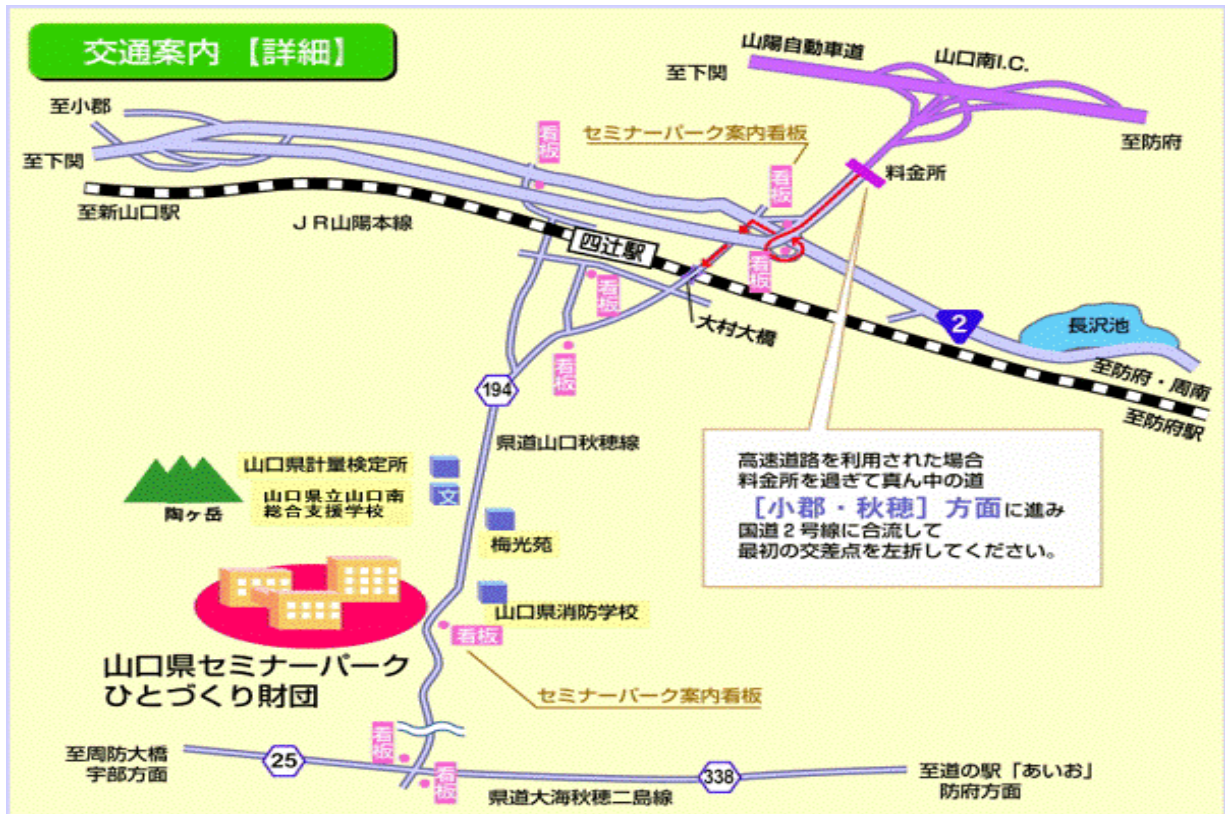 交通案内 【詳細】
山陽自動車道
山口南I.C.
至下関
至防府
至小郡
看板
セミナーパーク案内看板
至下関
看板
料金所
至新山口駅
JR山陽本線
四辻駅
看板
看板
大村大橋
2
長沢池
看板
至防府・周南
至防府駅
194
県道山口秋穂線
高速道路を利用された場合
料金所を過ぎて真ん中の道
[小郡・秋穂]方面に進み
国道2号線に合流して
最初の交差点を左折してください。
山口県計量検定所
文
山口県立山口南
総合支援学校
陶ヶ岳
梅光苑
山口県消防学校
看板
山口県セミナーパーク
ひとづくり財団
セミナーパーク案内看板
看板
至周防大橋
宇部方面
25
看板
338
至道の駅「あいお」
防府方面
県道大海秋穂二島線